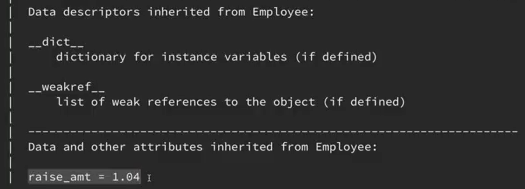 | Data descriptors inherited from Employee:
|
| __dict__
|     dictionary for instance variables (if defined)
|
| __weakref__
|     list of weak references to the object (if defined)
|
| ----------------------------------------------------------------------
| Data and other attributes inherited from Employee:
|
| raise_amt = 1.04